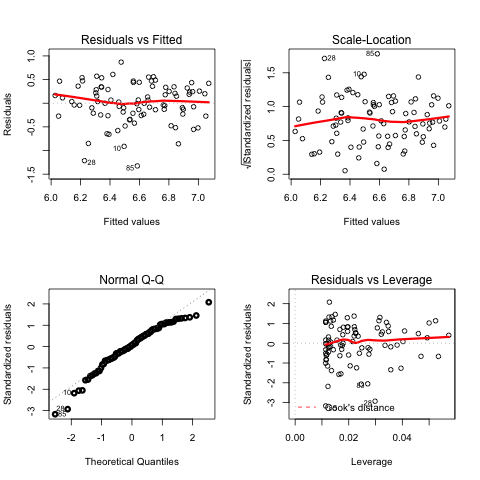 Residuals vs Fitted
Residuals
1.0
0.5
-0.5
-1.5
10
28
85
6.0 6.2 6.4 6.6 6.8 7.0
Fitted values
Scale-Location
√|Standardized residuals|
1.5
1.0
0.5
0.0
28
85
10
6.0 6.2 6.4 6.6 6.8 7.0
Fitted values
Normal Q-Q
Standardized residuals
2
1
0
-1
-2
-3
10
28
85
-2 -1 0 1 2
Theoretical Quantiles
Residuals vs Leverage
Standardized residuals
2
1
0
-1
-2
-3
85
28
Cook's distance
0.00 0.02 0.04
Leverage